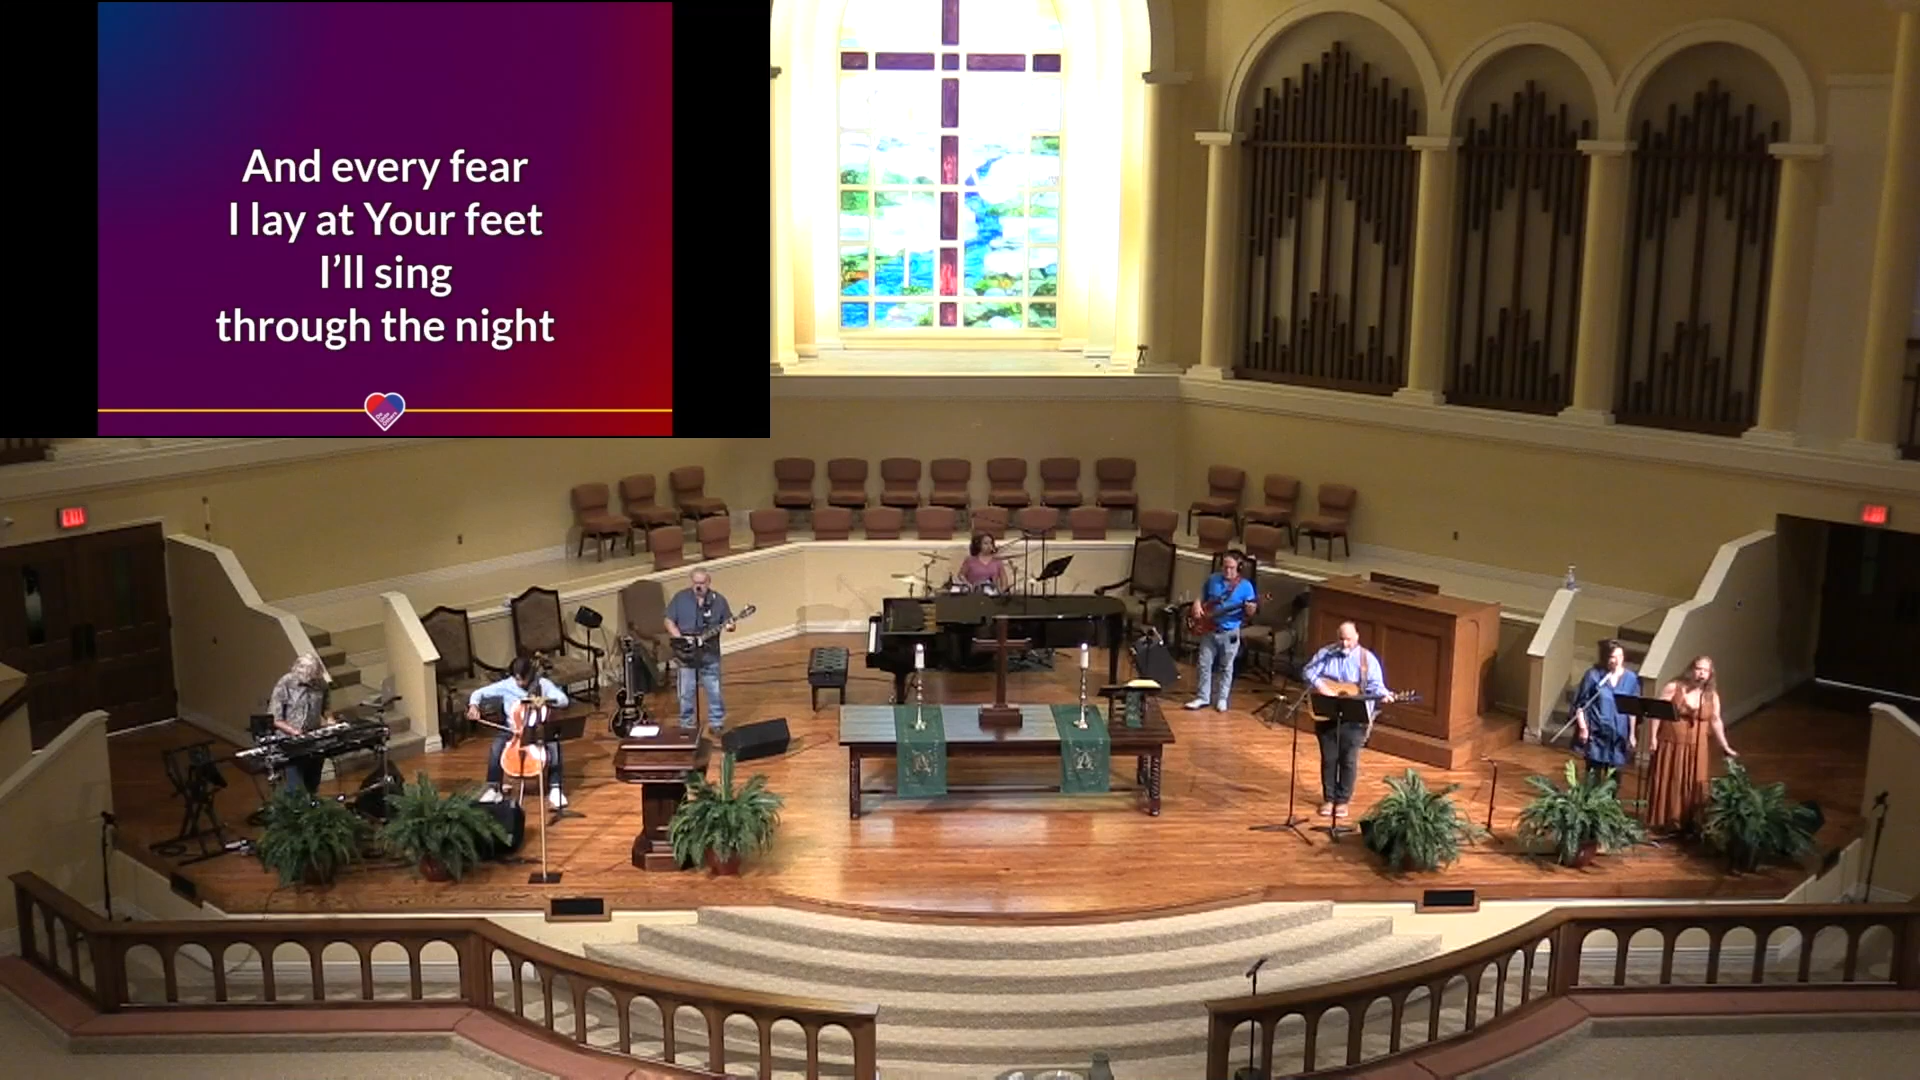 And every fear
I lay at Your feet
I’ll sing
through the night
EXIT
EXIT